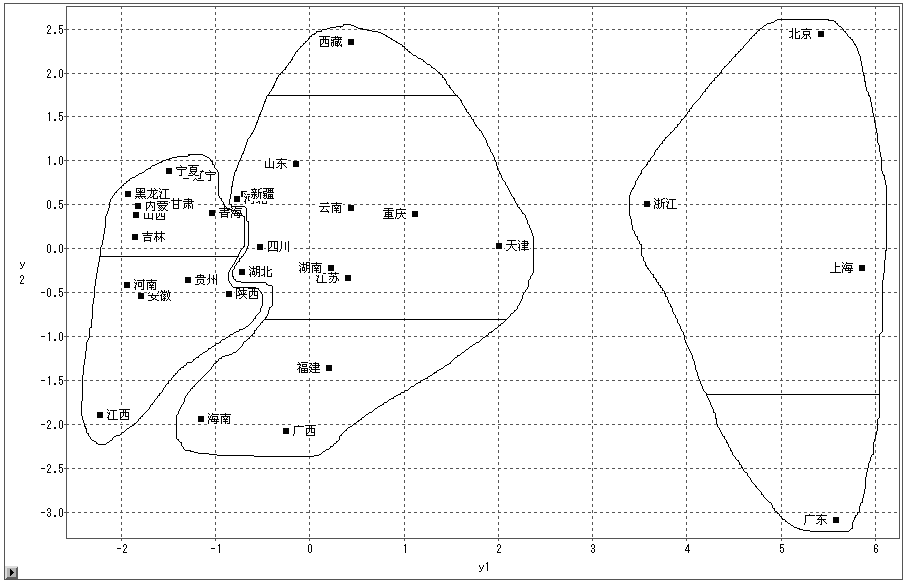 2.5
西藏
北京
2.0
1.5
1.0
山东
宁夏
辽宁
黑龙江
新疆
0.5
内蒙
甘肃
山西
青海
云南
重庆
浙江
吉林
0.0
四川
天津
y
2
湖北
湖南
上海
河南
贵州
江苏
-0.5
安徽
陕西
-1.0
福建
-1.5
江西
海南
-2.0
广西
-2.5
-3.0
广东
-2 -1 0 1 2 3 4 5 6
y1